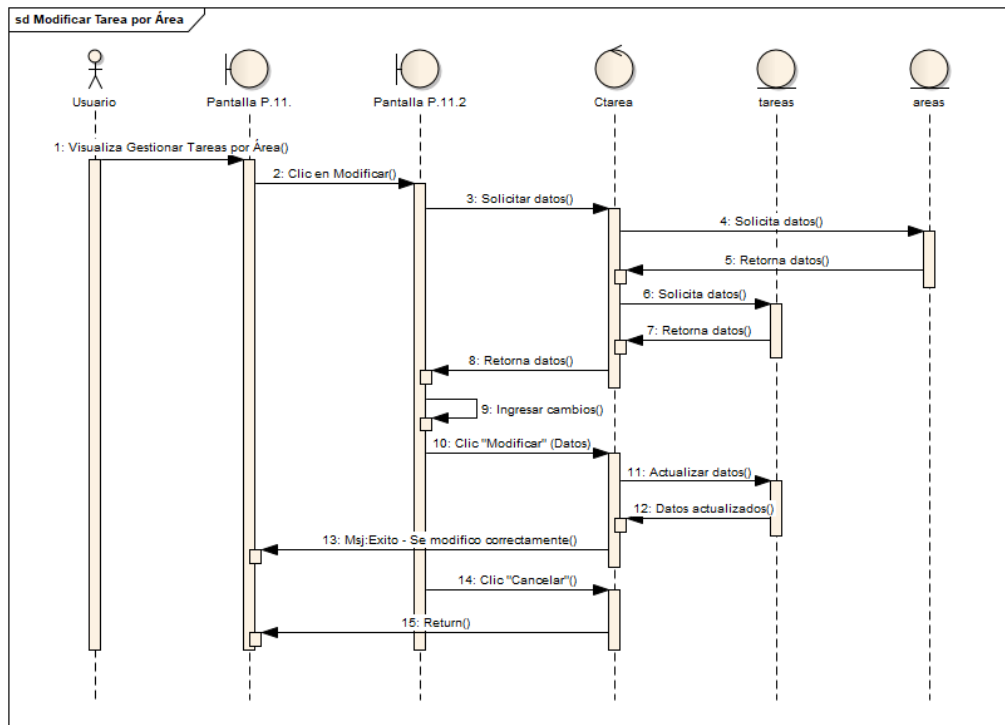 sd Modificar Tarea por Área
Usuario
Pantalla P.11.
Pantalla P.11.2
Ctarea
tareas
areas
1: Visualiza Gestionar Tareas por Área()
2: Clic en Modificar()
3: Solicitar datos()
4: Solicita datos()
5: Retorna datos()
6: Solicita datos()
7: Retorna datos()
8: Retorna datos()
9: Ingresar cambios()
10: Clic "Modificar" (Datos)
11: Actualizar datos()
12: Datos actualizados()
13: Msj:Exito - Se modifico correctamente()
14: Clic "Cancelar"()
15: Return()